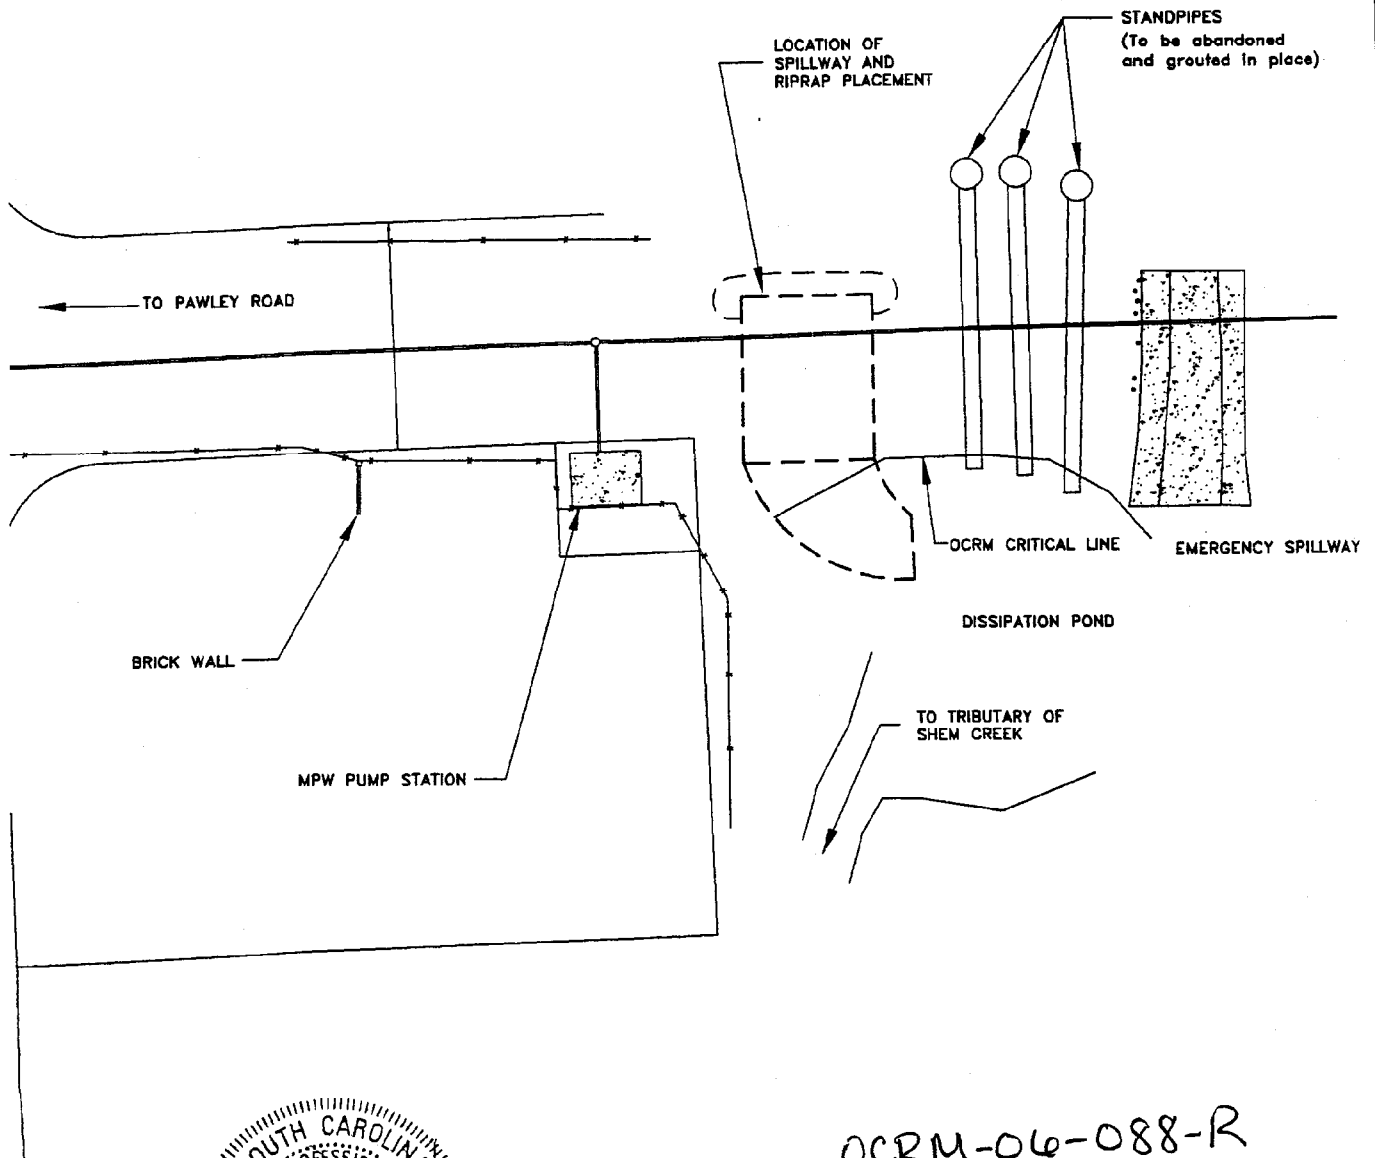 STANDPIPES
(To be abandoned
and grouted in place)
LOCATION OF
SPILLWAY AND
RIPRAP PLACEMENT
TO PAWLEY ROAD
OCRM CRITICAL LINE
EMERGENCY SPILLWAY
DISSIPATION POND
BRICK WALL
TO TRIBUTARY OF
SHEM CREEK
MPW PUMP STATION
OUTH CAROLIN
OCRM-06-088-R